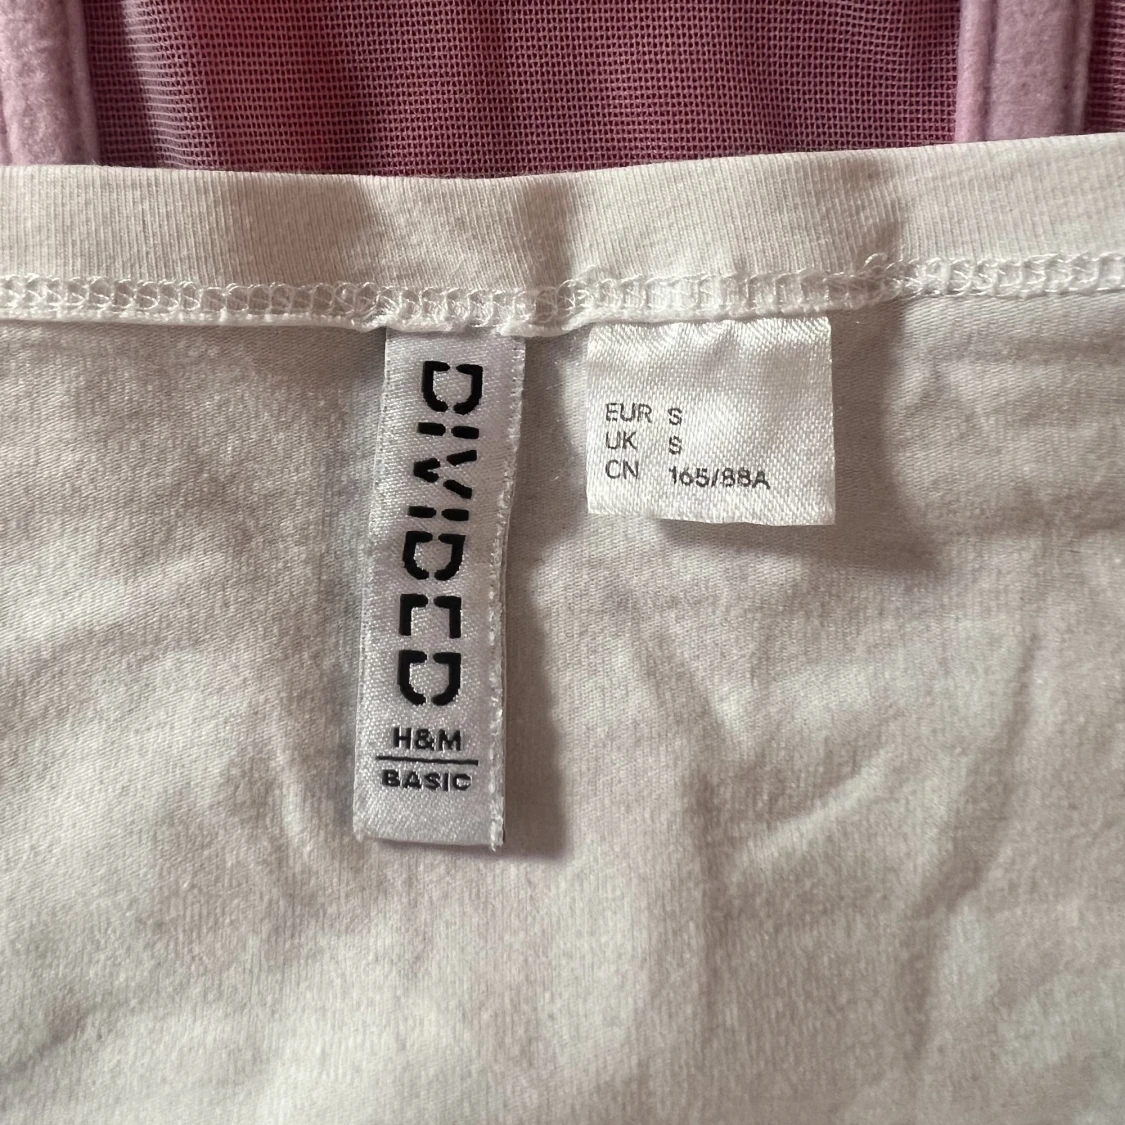 DIVIDED
H&M
BASIC
EUR S
UK S
CN 165/88A